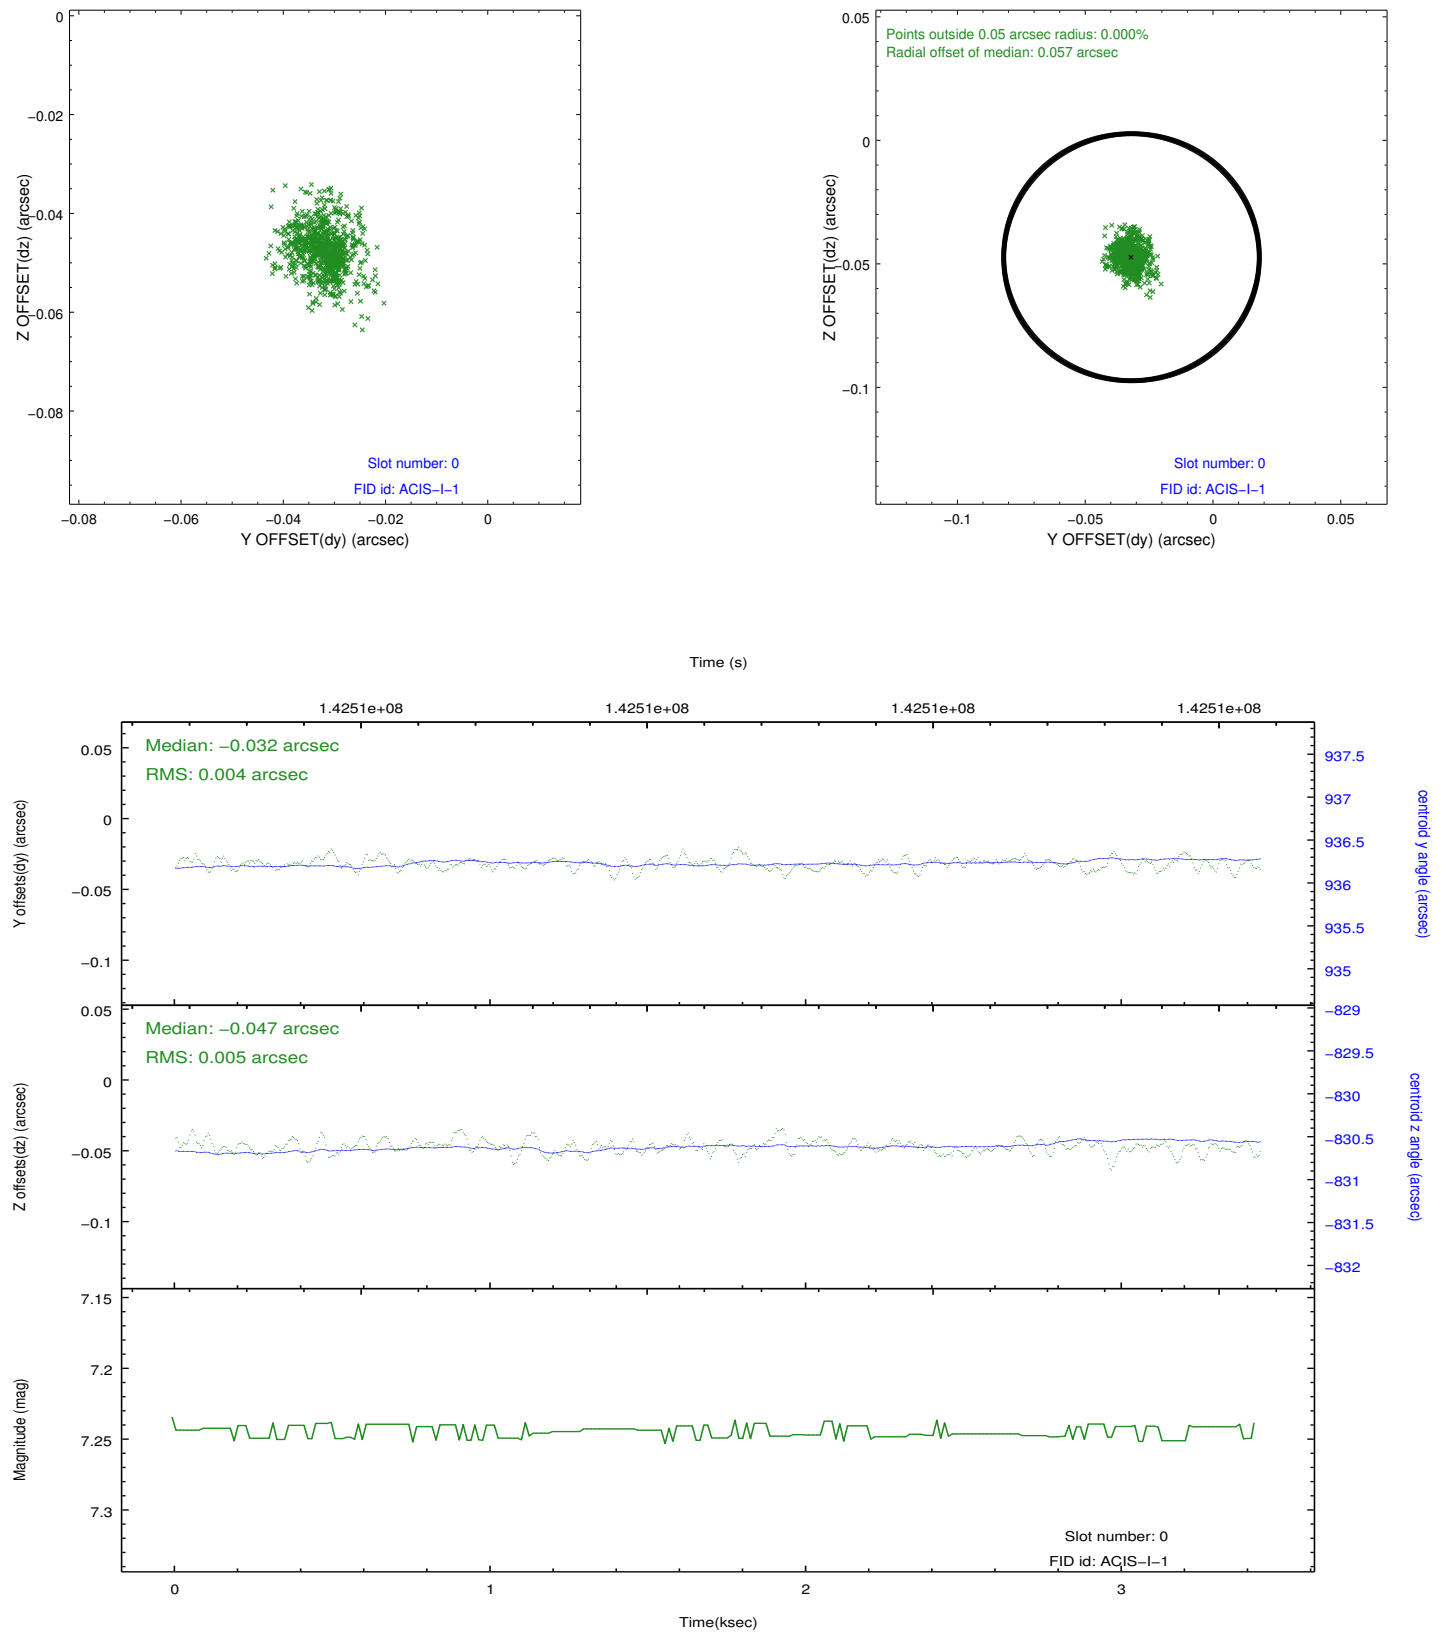 0
−0.02
−0.04
−0.06
−0.08
Z OFFSET(dz) (arcsec)
Slot number: 0
FID id: ACIS−I−1
−0.08
−0.06
−0.04
−0.02
0
Y OFFSET(dy) (arcsec)
0.05
0
−0.05
−0.1
Z OFFSET(dz) (arcsec)
Points outside 0.05 arcsec radius: 0.000%
Radial offset of median: 0.057 arcsec
Slot number: 0
FID id: ACIS−I−1
−0.1
−0.05
0
0.05
Y OFFSET(dy) (arcsec)
Time (s)
1.4251e+08
1.4251e+08
1.4251e+08
1.4251e+08
Median: −0.032 arcsec
RMS: 0.004 arcsec
0.05
0
−0.05
−0.1
Y offsets(dy) (arcsec)
937.5
937
936.5
936
935.5
935
centroid y angle (arcsec)
Median: −0.047 arcsec
RMS: 0.005 arcsec
0.05
0
−0.05
−0.1
Z offsets(dz) (arcsec)
−829
−829.5
−830
−830.5
−831
−831.5
−832
centroid z angle (arcsec)
7.15
7.2
7.25
7.3
Magnitude (mag)
Slot number: 0
FID id: ACIS−I−1
0
1
2
3
Time(ksec)